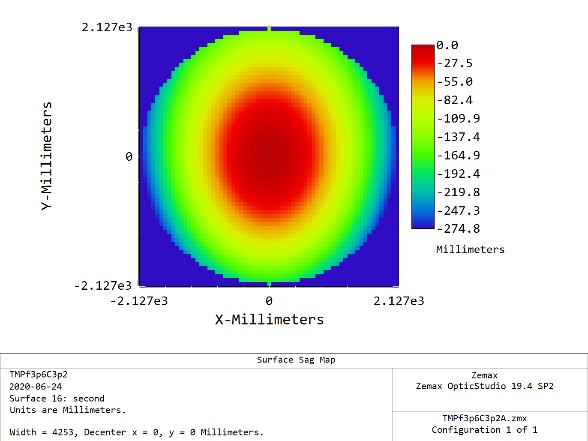 2.127e3
0
-2.127e3
Y-Millimeters
-2.127e3 0 2.127e3
X-Millimeters
0.0
-27.5
-55.0
-82.4
-109.9
-137.4
-164.9
-192.4
-219.8
-247.3
-274.8
Millimeters
Surface Sag Map
TMPf3p6C3p2
2020-06-24
Surface 16: second
Units are Millimeters.
Width = 4253, Decenter x = 0, y = 0 Millimeters.
Zemax
Zemax OpticStudio 19.4 SP2
TMPf3p6C3p2A.zmx
Configuration 1 of 1